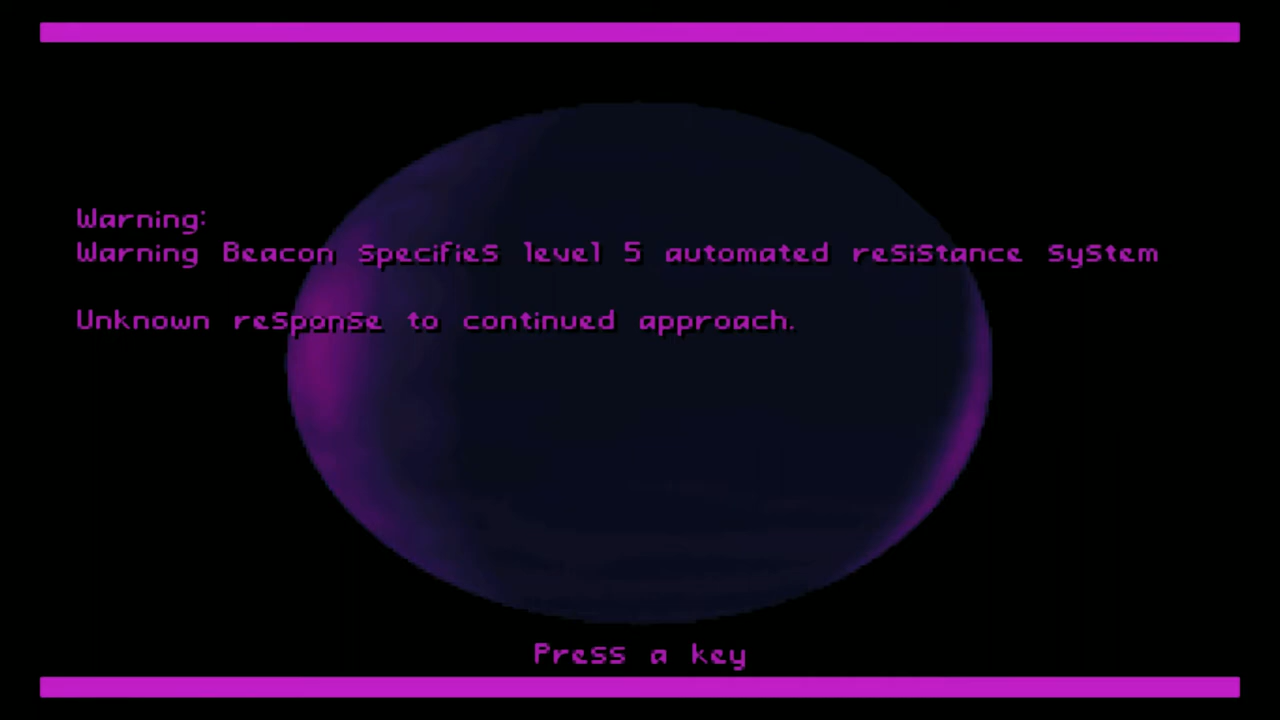 Warning:
Warning Beacon specifies level 5 automated resistance system
Unknown response to continued approach.
Press a key